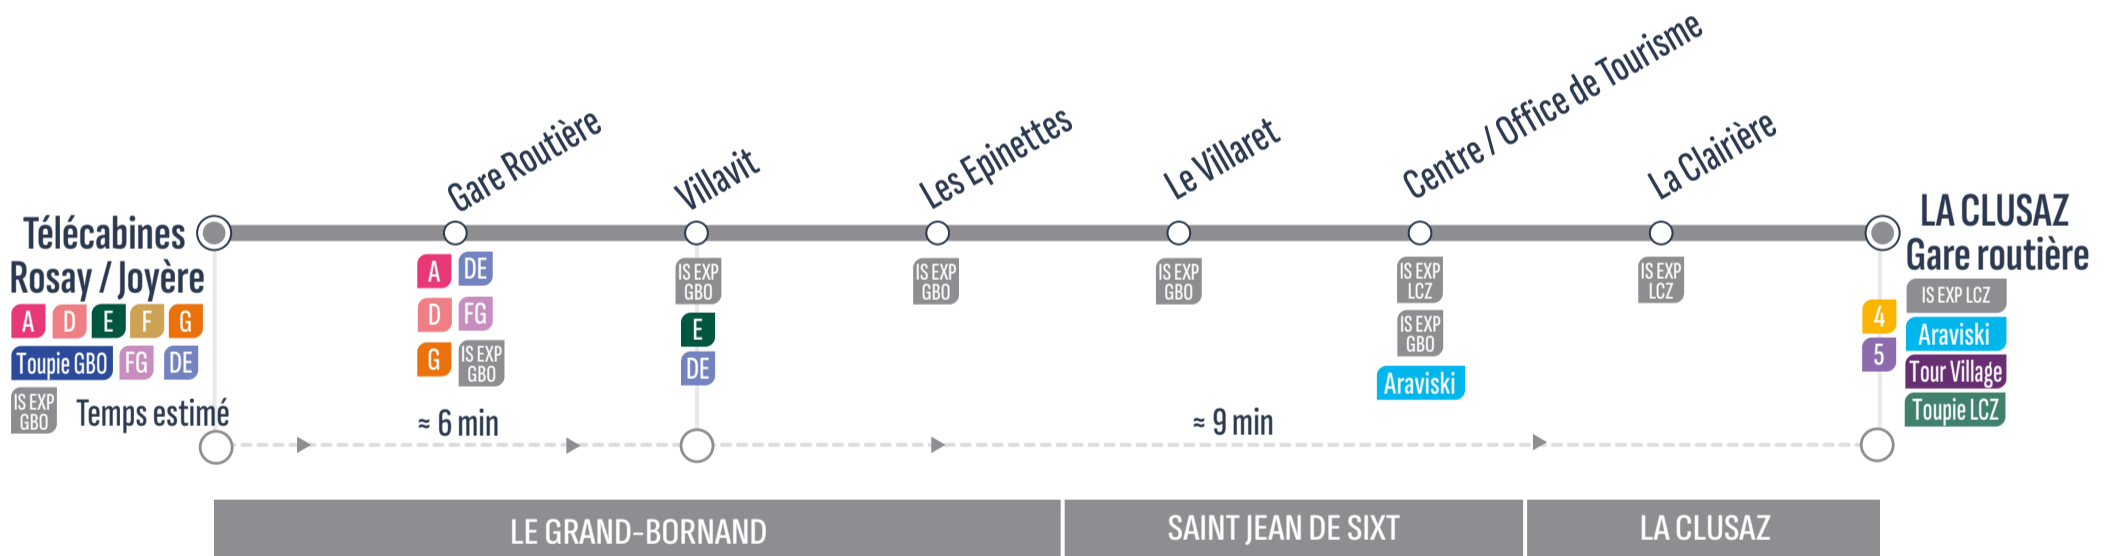 Télécabines
Rosay / Joyère
A D E F G
Toupie GBO FG DE
IS EXP
GBO
Temps estimé
Gare Routière
A DE
D FG
G IS EXP
GBO
≈ 6 min
Villavit
IS EXP
GBO
E
DE
Les Epinettes
IS EXP
GBO
Le Villaret
IS EXP
GBO
≈ 9 min
Centre / Office de Tourisme
IS EXP
LCZ
IS EXP
GBO
Araviski
La Clairière
IS EXP
LCZ
LA CLUSAZ
Gare routière
4
5
IS EXP LCZ
Araviski
Tour Village
Toupie LCZ
LE GRAND-BORNAND
SAINT JEAN DE SIXT
LA CLUSAZ